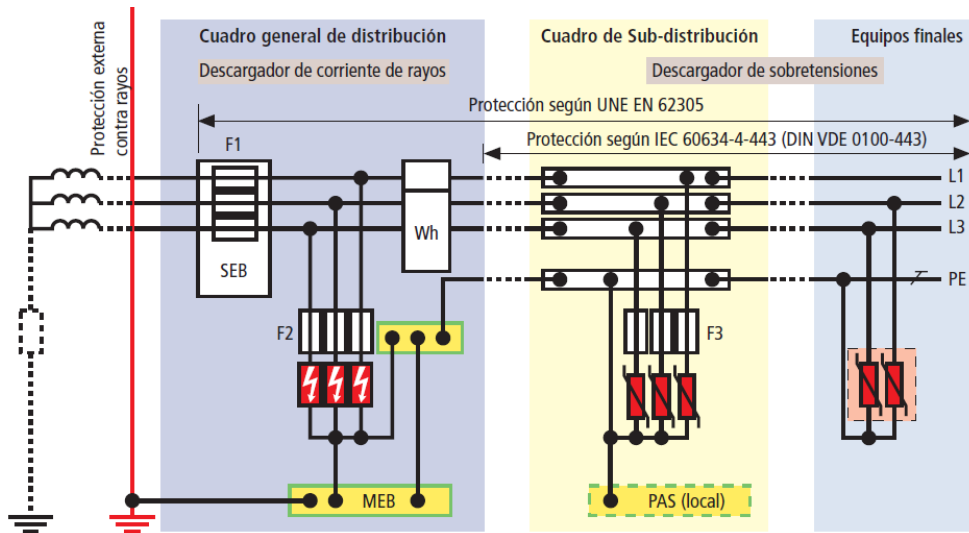 Protección externa
contra rayos
Cuadro general de distribución
Descargador de corriente de rayos
Cuadro de Sub-distribución
Equipos finales
Descargador de sobretensiones
Protección según UNE EN 62305
Protección según IEC 60634-4-443 (DIN VDE 0100-443)
F1
L1
L2
L3
Wh
SEB
PE
F2
F3
MEB
PAS (local)